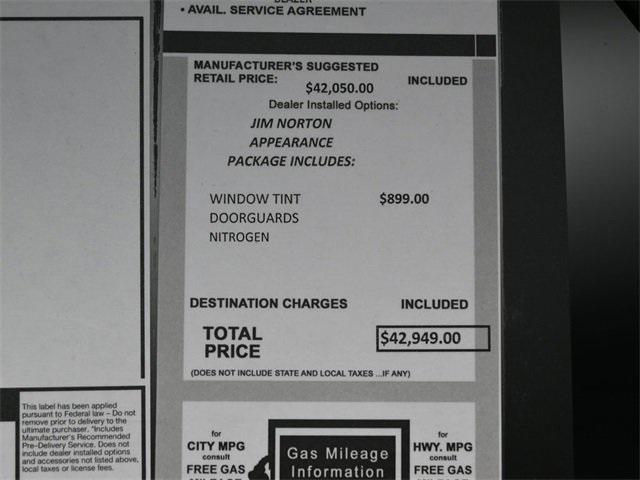 DEALER
• AVAIL. SERVICE AGREEMENT
MANUFACTURER'S SUGGESTED
RETAIL PRICE: $42,050.00 INCLUDED
Dealer Installed Options:
JIM NORTON
APPEARANCE
PACKAGE INCLUDES:
WINDOW TINT $899.00
DOORGUARDS
NITROGEN
DESTINATION CHARGES INCLUDED
TOTAL
PRICE
$42,949.00
(DOES NOT INCLUDE STATE AND LOCAL TAXES ...IF ANY)
This label has been applied
pursuant to Federal law – Do not
remove prior to delivery to the
ultimate purchaser. *Includes
Manufacturer's Recommended
Pre-Delivery Service. Does not
include dealer installed options
and accessories not listed above,
local taxes or license fees.
for
CITY MPG
consult
FREE GAS
MILEAGE
Gas Mileage
Information
for
HWY. MPG
consult
FREE GAS
MILEAGE